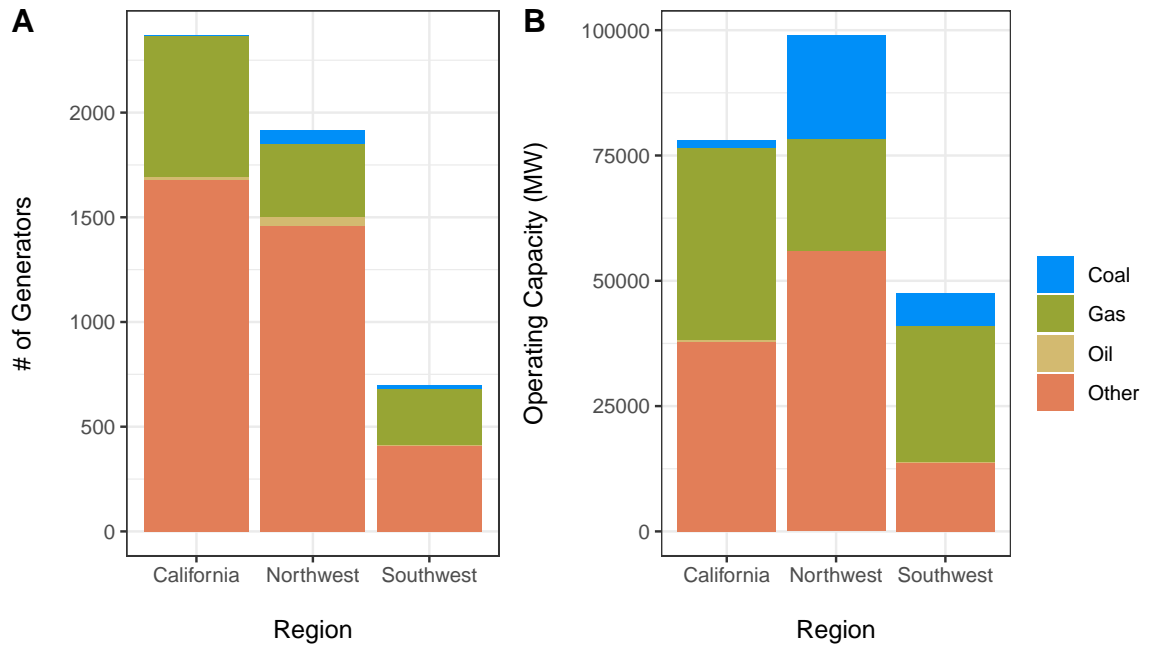 A
# of Generators
2000
1500
1000
500
0
California Northwest Southwest
Region
B
Operating Capacity (MW)
100000
75000
50000
25000
0
California Northwest Southwest
Region
Coal
Gas
Oil
Other